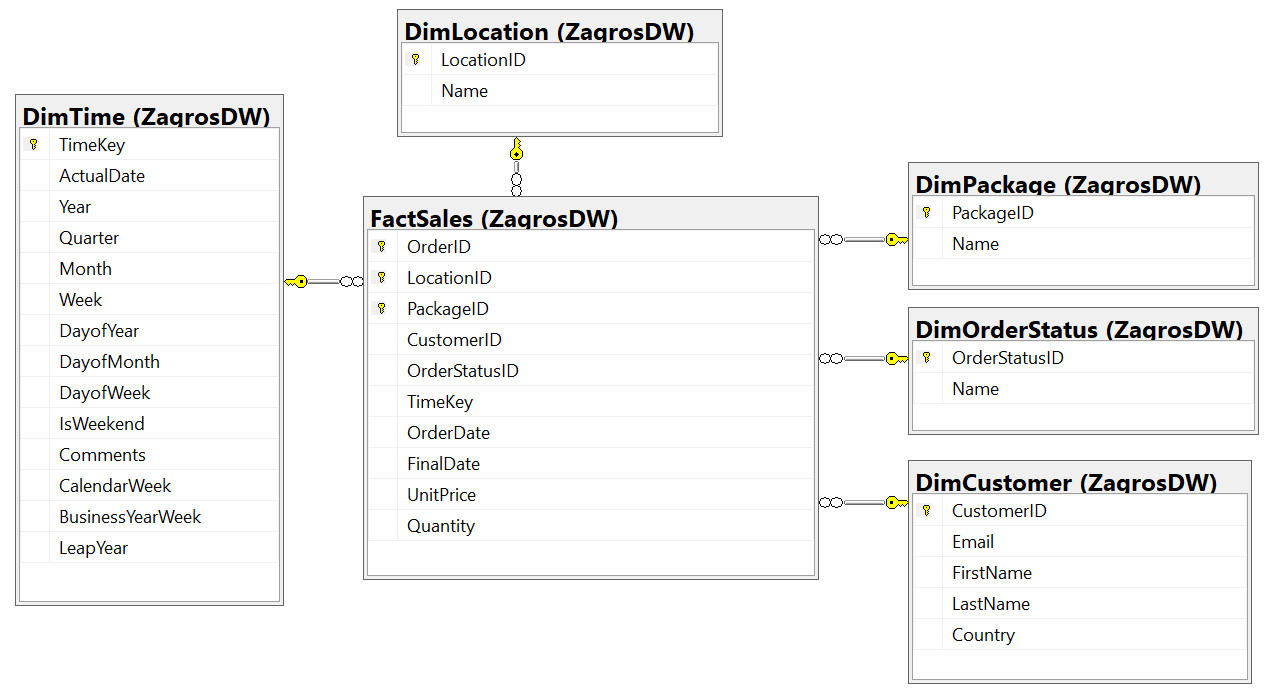 DimLocation (ZagrosDW)
LocationID
Name
DimTime (ZagrosDW)
TimeKey
ActualDate
Year
Quarter
Month
Week
DayofYear
DayofMonth
DayofWeek
IsWeekend
Comments
CalendarWeek
BusinessYearWeek
LeapYear
FactSales (ZagrosDW)
OrderID
LocationID
PackageID
CustomerID
OrderStatusID
TimeKey
OrderDate
FinalDate
UnitPrice
Quantity
DimPackage (ZagrosDW)
PackageID
Name
DimOrderStatus (ZagrosDW)
OrderStatusID
Name
DimCustomer (ZagrosDW)
CustomerID
Email
FirstName
LastName
Country